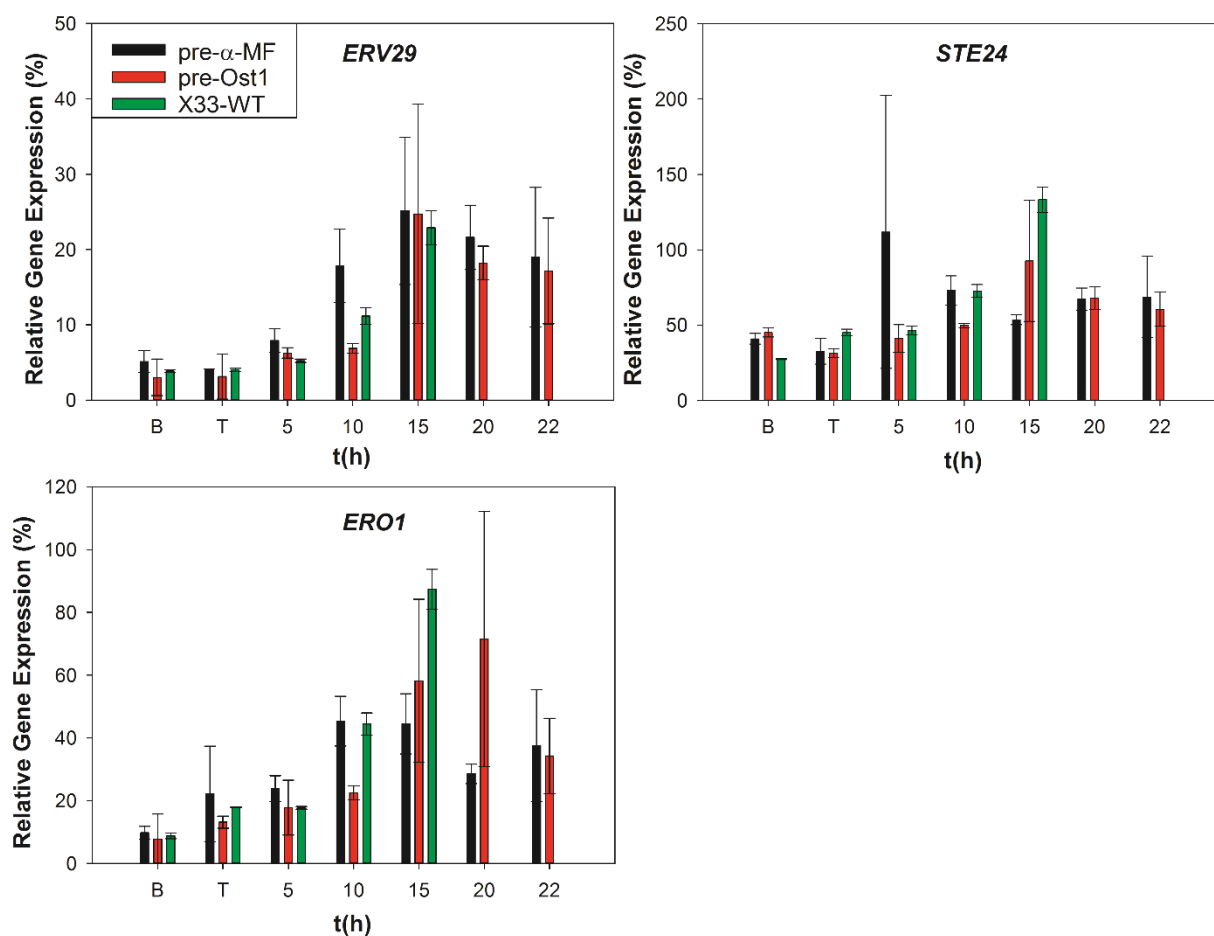 ERV29
pre-α-MF
pre-Ost1
X33-WT
Relative Gene Expression (%)
50
40
30
20
10
0
B T 5 10 15 20 22
t(h)
STE24
Relative Gene Expression (%)
250
200
150
100
50
0
B T 5 10 15 20 22
t(h)
ERO1
Relative Gene Expression (%)
120
100
80
60
40
20
0
B T 5 10 15 20 22
t(h)